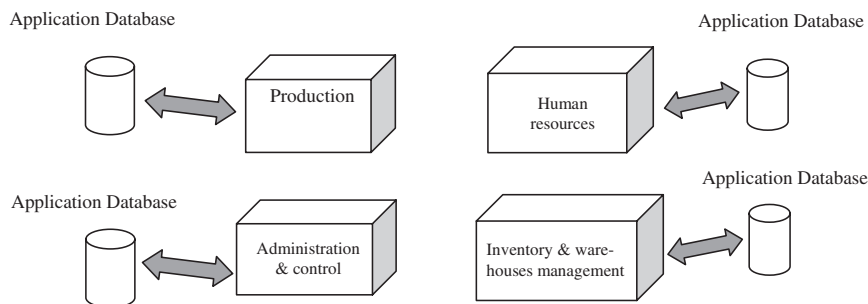 Application Database
Application Database
Production
Human
resources
Application Database
Application Database
Administration
& control
Inventory & ware-
houses management